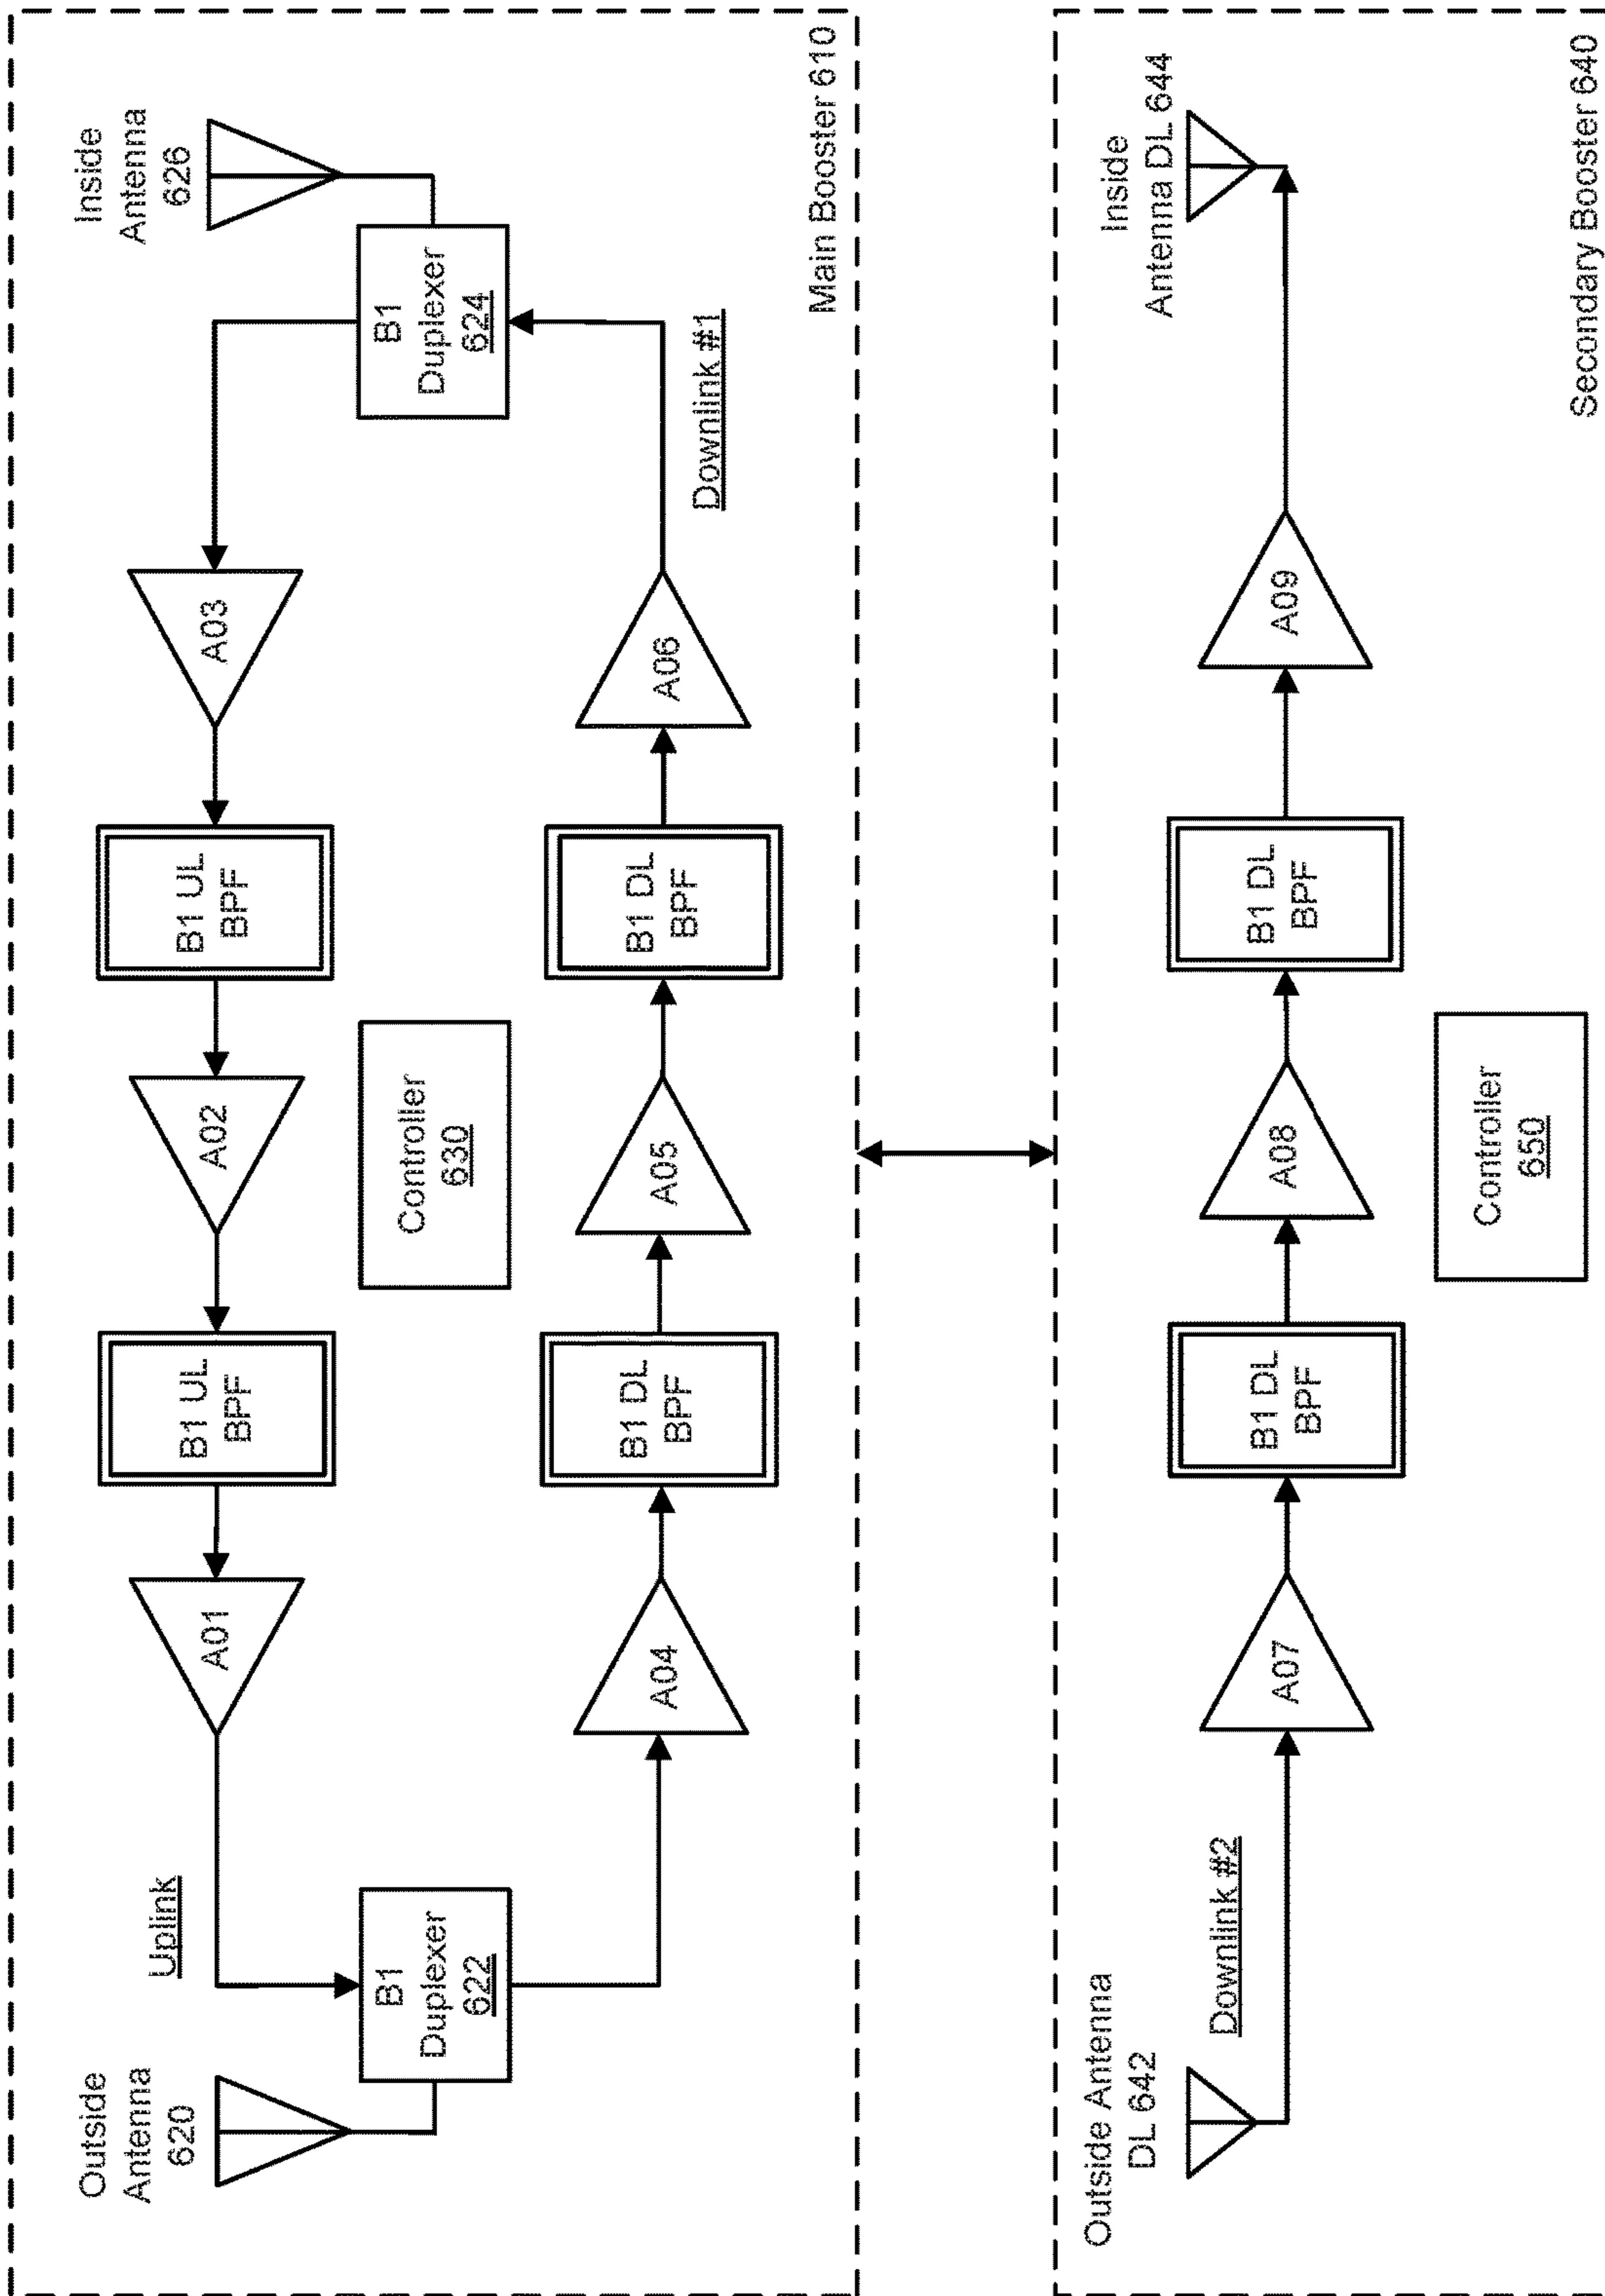 Outside
Antenna
620
Uplink
B1
Duplexer
622
A01
B1 UL
BPF
A02
B1 UL
BPF
A03
Inside
Antenna
626
B1
Duplexer
624
Controller
630
A04
B1 DL
BPF
A05
B1 DL
BPF
A06
Downlink #1
Main Booster 610
Outside Antenna
DL 642
Downlink #2
A07
B1 DL
BPF
A08
B1 DL
BPF
A09
Inside
Antenna DL 644
Controller
650
Secondary Booster 640